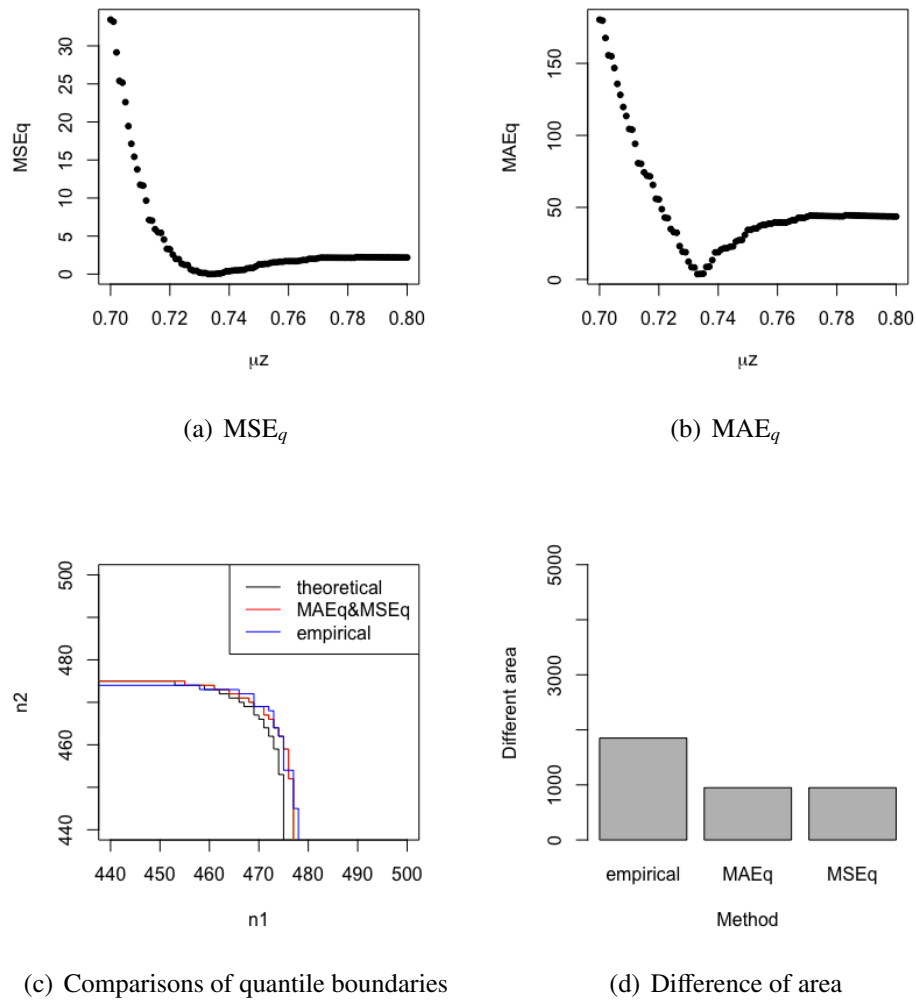 MSEq
0 5 10 15 20 25 30
0.70 0.72 0.74 0.76 0.78 0.80
μz
(a) MSEq
MAEq
0 50 100 150
0.70 0.72 0.74 0.76 0.78 0.80
μz
(b) MAEq
n2
440 460 480 500
theoretical
MAEq&MSEq
empirical
440 450 460 470 480 490 500
n1
(c) Comparisons of quantile boundaries
Different area
0 1000 3000 5000
empirical MAEq MSEq
Method
(d) Difference of area